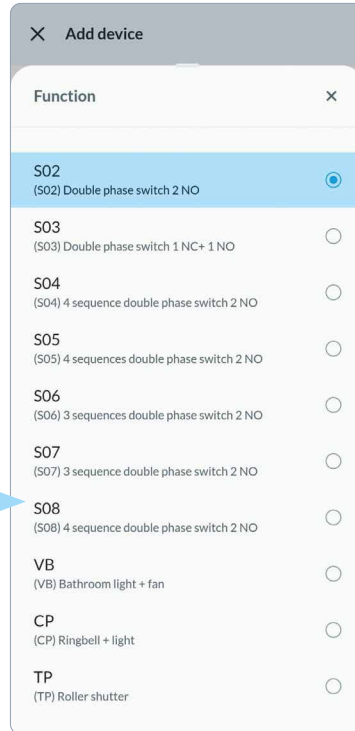 Add device
Function
S02
(S02) Double phase switch 2 NO
S03
(S03) Double phase switch 1 NC+ 1 NO
S04
(S04) 4 sequence double phase switch 2 NO
S05
(S05) 4 sequences double phase switch 2 NO
S06
(S06) 3 sequences double phase switch 2 NO
S07
(S07) 3 sequence double phase switch 2 NO
S08
(S08) 4 sequence double phase switch 2 NO
VB
(VB) Bathroom light + fan
CP
(CP) Ringbell + light
TP
(TP) Roller shutter